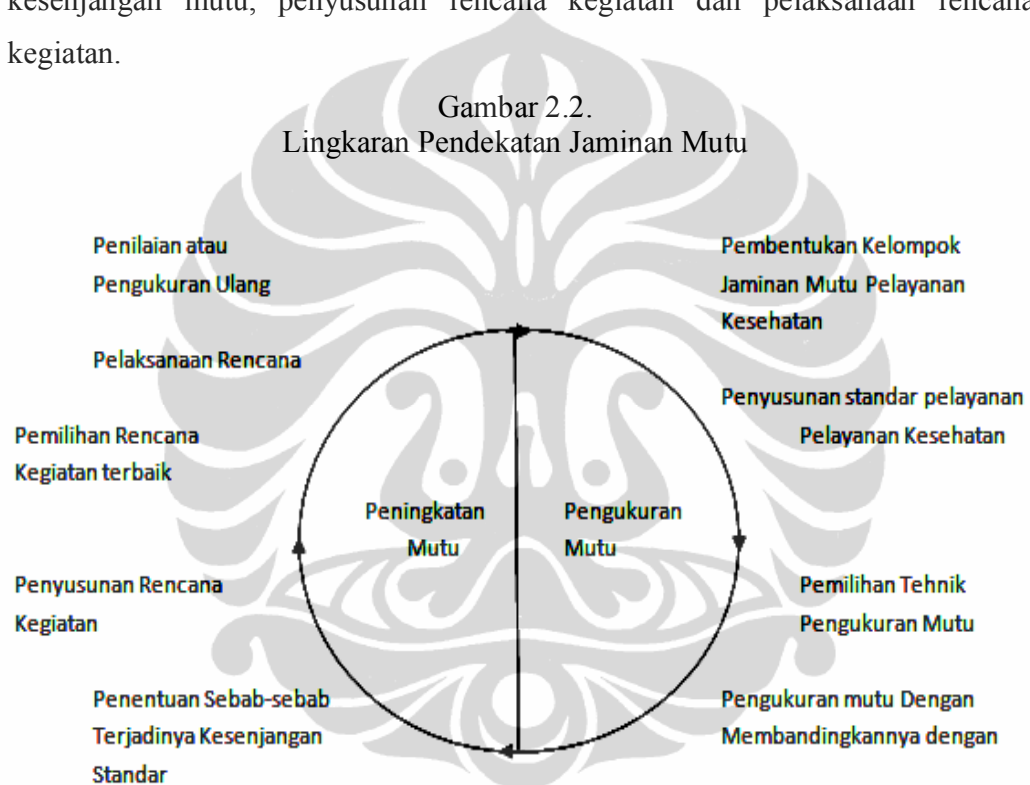 kesenjangan mutu, penyusunan rencana kegiatan dan pelaksanaan rencana
kegiatan.
Gambar 2.2.
Lingkaran Pendekatan Jaminan Mutu
Penilaian atau
Pengukuran Ulang
Pembentukan Kelompok
Jaminan Mutu Pelayanan
Kesehatan
Pelaksanaan Rencana
Penyusunan standar pelayanan
Pelayanan Kesehatan
Pemilihan Rencana
Kegiatan terbaik
Peningkatan
Mutu
Pengukuran
Mutu
Penyusunan Rencana
Kegiatan
Pemilihan Tehnik
Pengukuran Mutu
Penentuan Sebab-sebab
Terjadinya Kesenjangan
Standar
Pengukuran mutu Dengan
Membandingkannya dengan